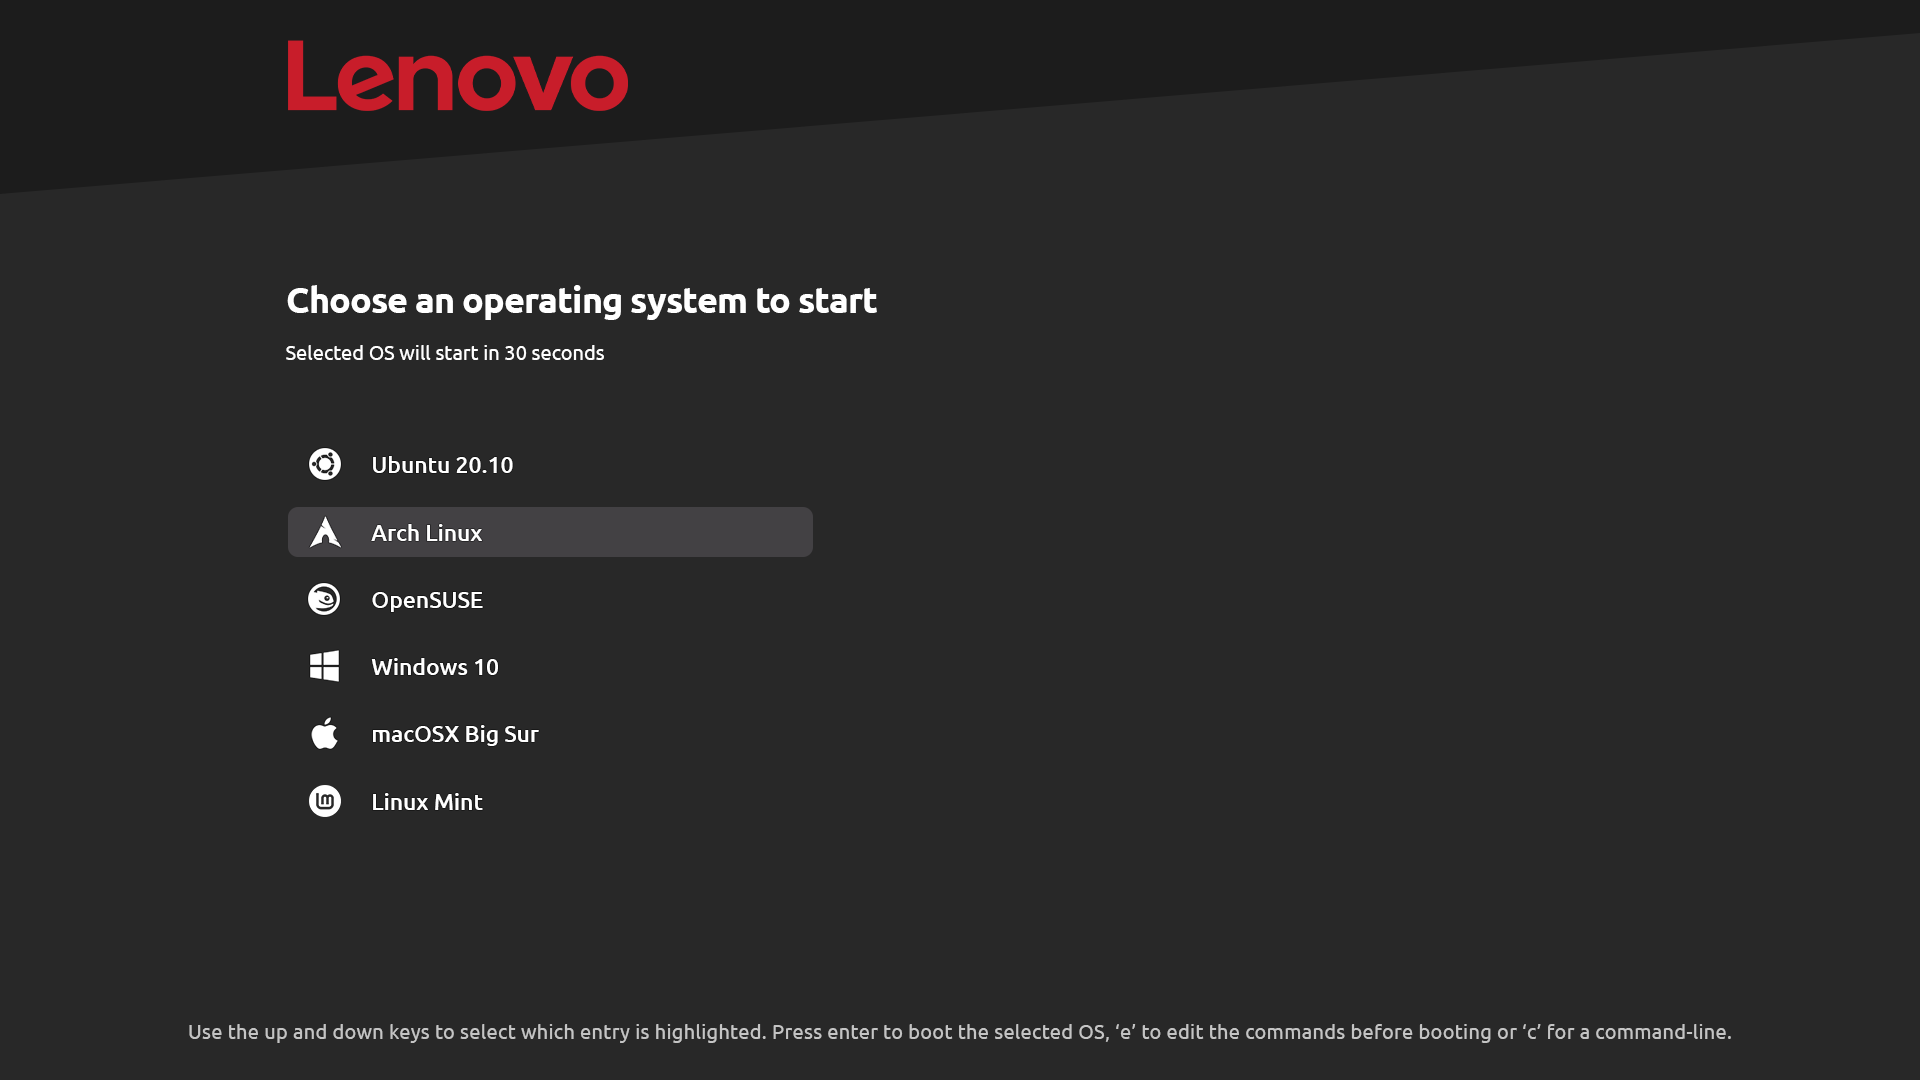 Lenovo
Choose an operating system to start
Selected OS will start in 30 seconds
Ubuntu 20.10
Arch Linux
OpenSUSE
Windows 10
macOSX Big Sur
Linux Mint
Use the up and down keys to select which entry is highlighted. Press enter to boot the selected OS, ‘e’ to edit the commands before booting or ‘c’ for a command-line.